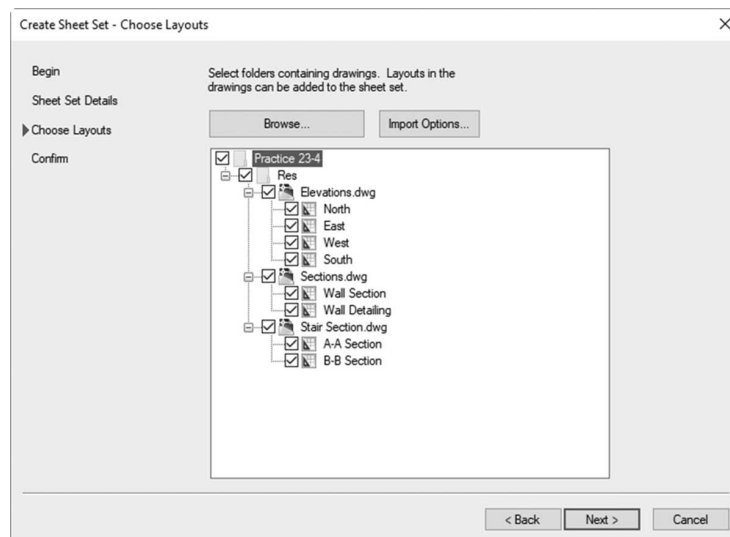 Create Sheet Set - Choose Layouts
Begin
Sheet Set Details
Choose Layouts
Confirm
Select folders containing drawings. Layouts in the
drawings can be added to the sheet set.
Browse...
Import Options...
Practice 23-4
Res
Elevations.dwg
North
East
West
South
Sections.dwg
Wall Section
Wall Detailing
Stair Section.dwg
A-A Section
B-B Section
< Back
Next >
Cancel